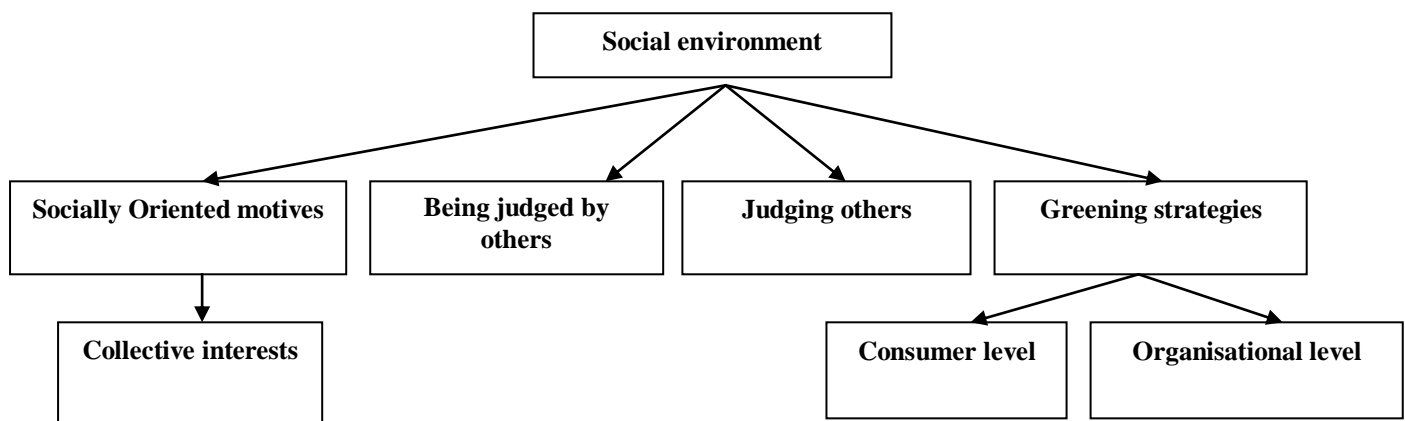 Social environment
Socially Oriented motives
Being judged by
others
Judging others
Greening strategies
Collective interests
Consumer level
Organisational level